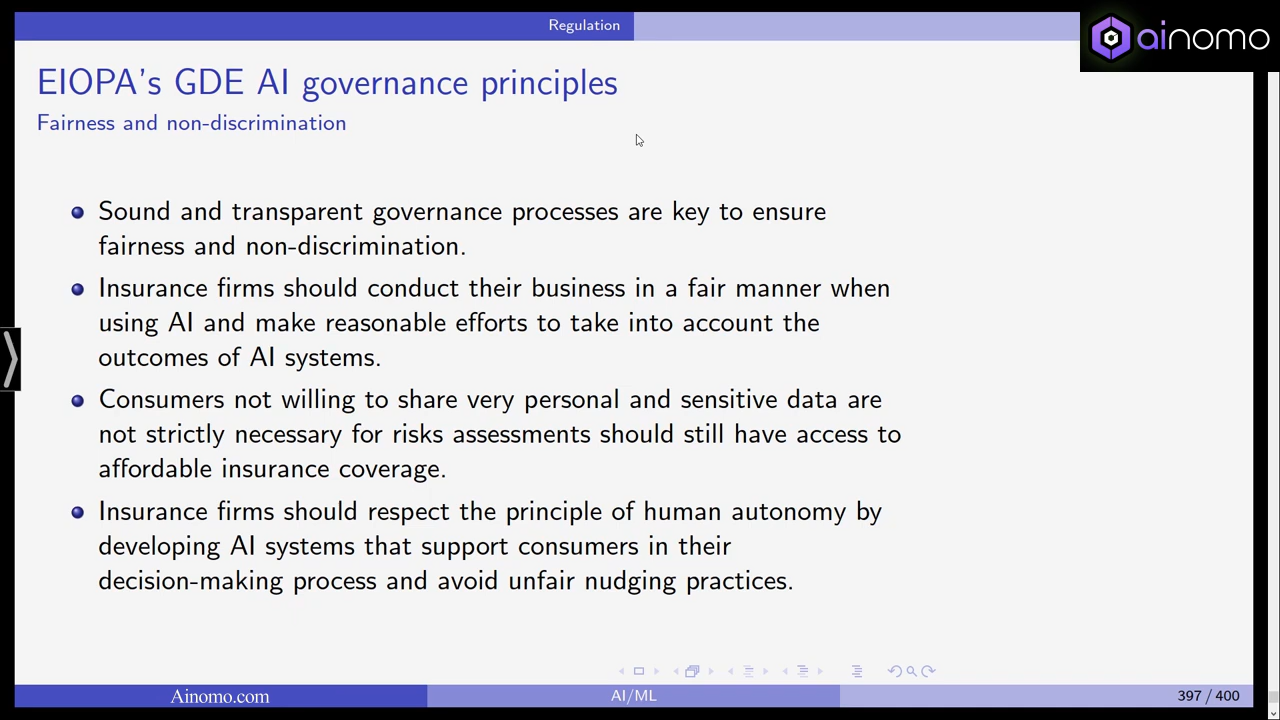 Regulation
ainomo
EIOPA's GDE AI governance principles
Fairness and non-discrimination
Sound and transparent governance processes are key to ensure
fairness and non-discrimination.
Insurance firms should conduct their business in a fair manner when
using AI and make reasonable efforts to take into account the
outcomes of AI systems.
Consumers not willing to share very personal and sensitive data are
not strictly necessary for risks assessments should still have access to
affordable insurance coverage.
Insurance firms should respect the principle of human autonomy by
developing AI systems that support consumers in their
decision-making process and avoid unfair nudging practices.
Ainomo.com
AI/ML
397 / 400